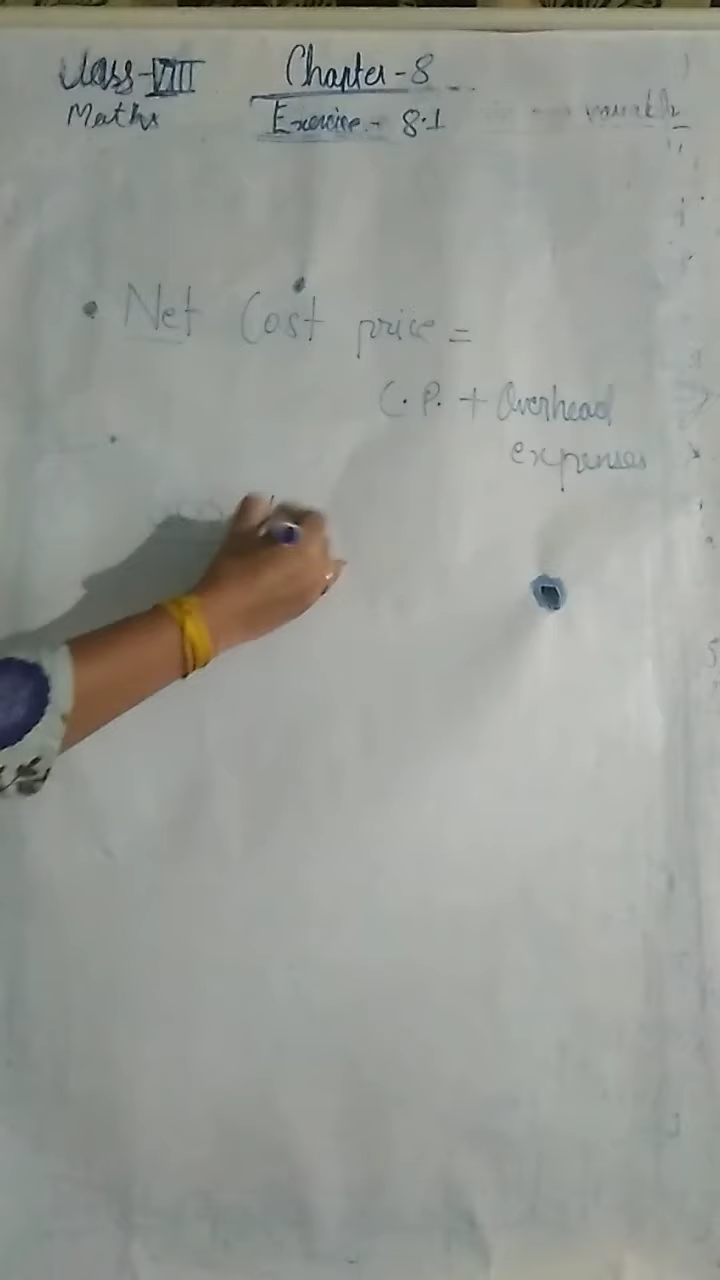 Class-VIII Chapter-8
Maths Exercise - 8.1
• Net Cost price =
C.P. + Overhead
expenses